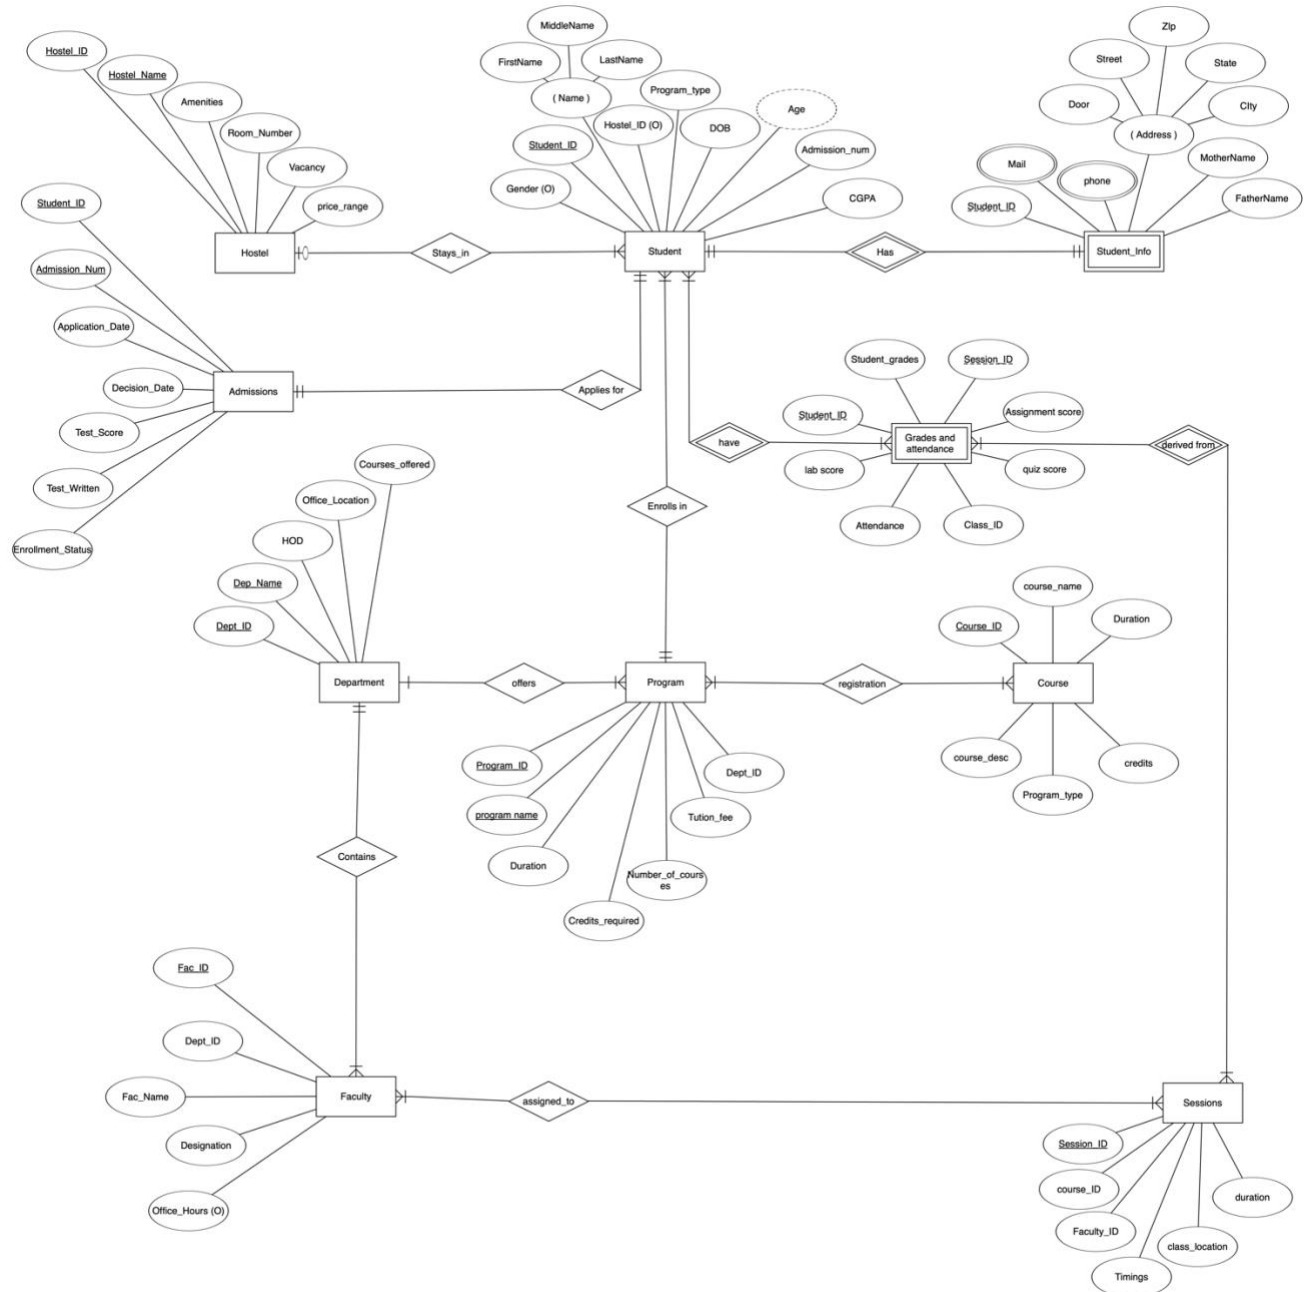 MiddleName
ZIp
Hostel_ID
FirstName
LastName
Street
State
Hostel_Name
Program_type
Amenities
( Name )
Age
Door
CIty
Room_Number
Hostel_ID (O)
DOB
( Address )
Student_ID
Admission_num
Mail
MotherName
Vacancy
phone
Gender (O)
CGPA
Student_ID
FatherName
Student_ID
price_range
Hostel
Stays_in
Student
Has
Student_Info
Admission_Num
Application_Date
Student_grades
Session_ID
Decision_Date
Admissions
Applies for
Student_ID
Assignment score
Test_Score
have
Grades and
attendance
derived from
Courses_offered
lab score
quiz score
Test_Written
Office_Location
Enrolls in
Attendance
Class_ID
Enrollment_Status
HOD
Dep_Name
course_name
Dept_ID
Course_ID
Duration
Department
offers
Program
registration
Course
Program_ID
Dept_ID
course_desc
credits
program name
Tution_fee
Program_type
Contains
Duration
Number_of_cours
es
Credits_required
Fac_ID
Dept_ID
Fac_Name
Faculty
assigned_to
Sessions
Designation
Session_ID
course_ID
duration
Office_Hours (O)
Faculty_ID
class_location
Timings